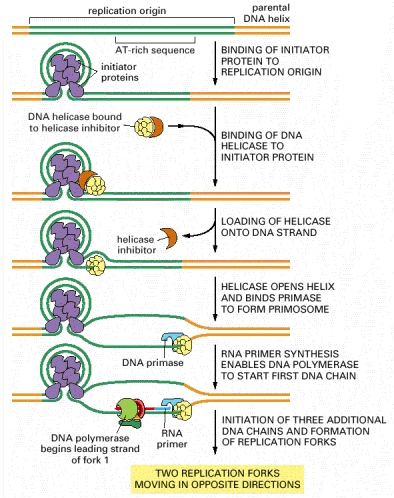 replication origin
parental
DNA helix
AT-rich sequence
initiator
proteins
BINDING OF INITIATOR
PROTEIN TO
REPLICATION ORIGIN
DNA helicase bound
to helicase inhibitor
BINDING OF DNA
HELICASE TO
INITIATOR PROTEIN
helicase
inhibitor
LOADING OF HELICASE
ONTO DNA STRAND
HELICASE OPENS HELIX
AND BINDS PRIMASE
TO FORM PRIMOSOME
DNA primase
RNA PRIMER SYNTHESIS
ENABLES DNA POLYMERASE
TO START FIRST DNA CHAIN
DNA polymerase
begins leading strand
of fork 1
RNA
primer
INITIATION OF THREE ADDITIONAL
DNA CHAINS AND FORMATION
OF REPLICATION FORKS
TWO REPLICATION FORKS
MOVING IN OPPOSITE DIRECTIONS